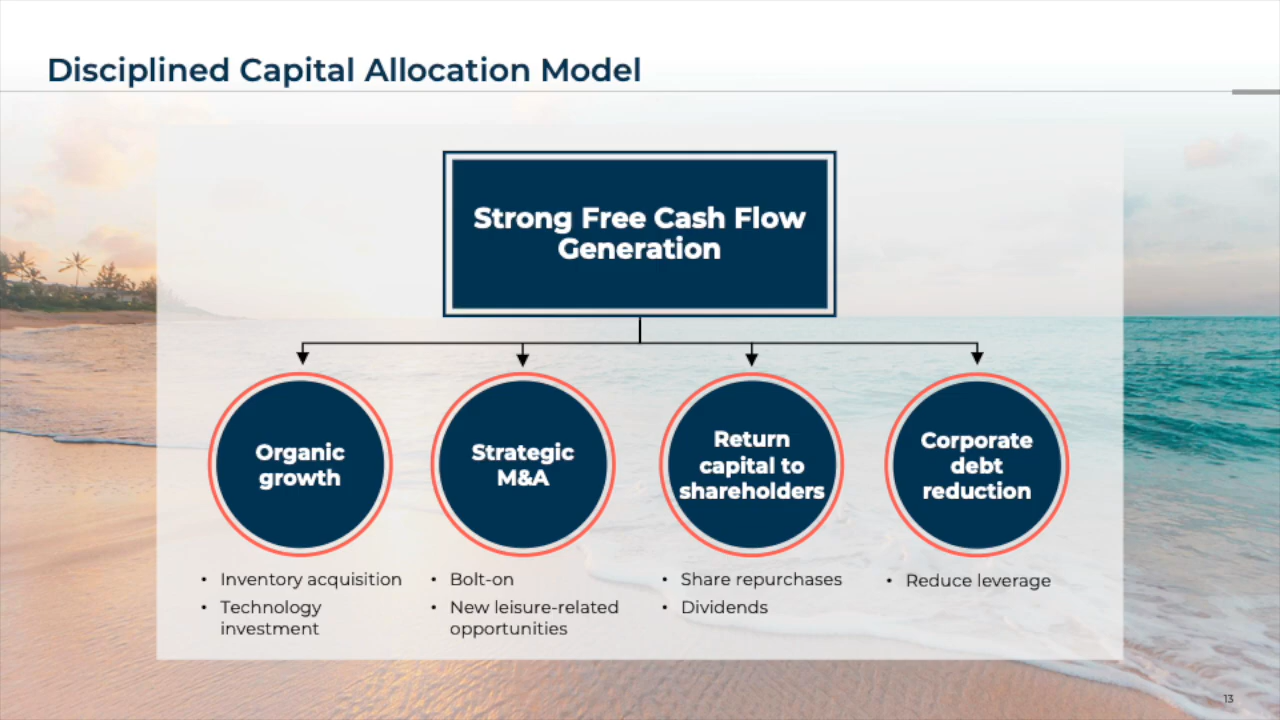 Disciplined Capital Allocation Model
Strong Free Cash Flow
Generation
Organic
growth
Strategic
M&A
Return
capital to
shareholders
Corporate
debt
reduction
• Inventory acquisition
• Technology
investment
• Bolt-on
• New leisure-related
opportunities
• Share repurchases
• Dividends
• Reduce leverage
13